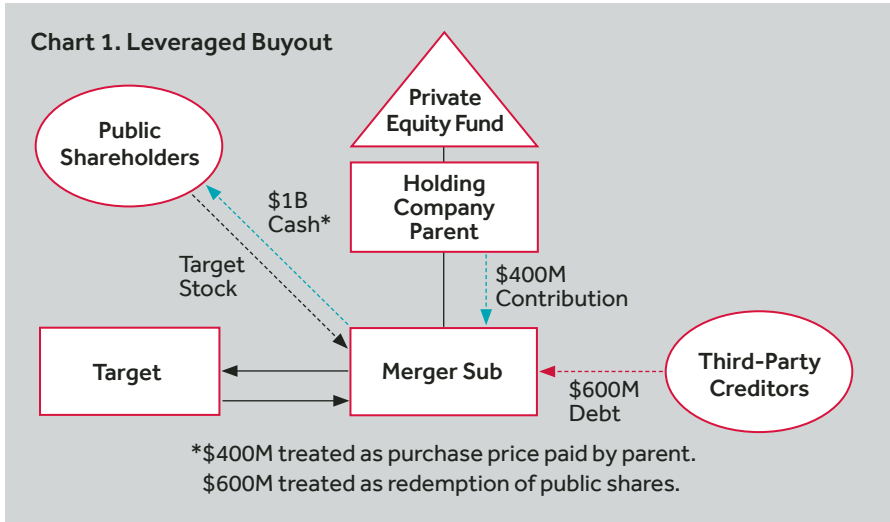 Chart 1. Leveraged Buyout
Private
Equity Fund
Public
Shareholders
Holding
Company
Parent
$1B
Cash*
Target
Stock
$400M
Contribution
Target
Merger Sub
Third-Party
Creditors
$600M
Debt
*$400M treated as purchase price paid by parent.
$600M treated as redemption of public shares.